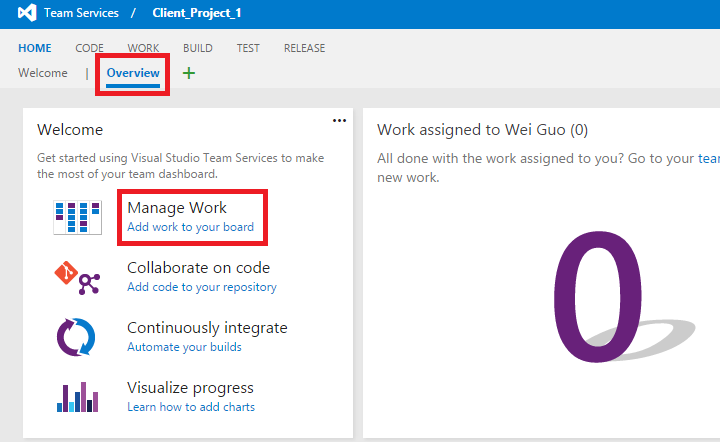 Team Services / Client_Project_1
HOME CODE WORK BUILD TEST RELEASE
Welcome | Overview +
Welcome
Get started using Visual Studio Team Services to make
the most of your team dashboard.
Manage Work
Add work to your board
Collaborate on code
Add code to your repository
Continuously integrate
Automate your builds
Visualize progress
Learn how to add charts
Work assigned to Wei Guo (0)
All done with the work assigned to you? Go to your team
new work.
0